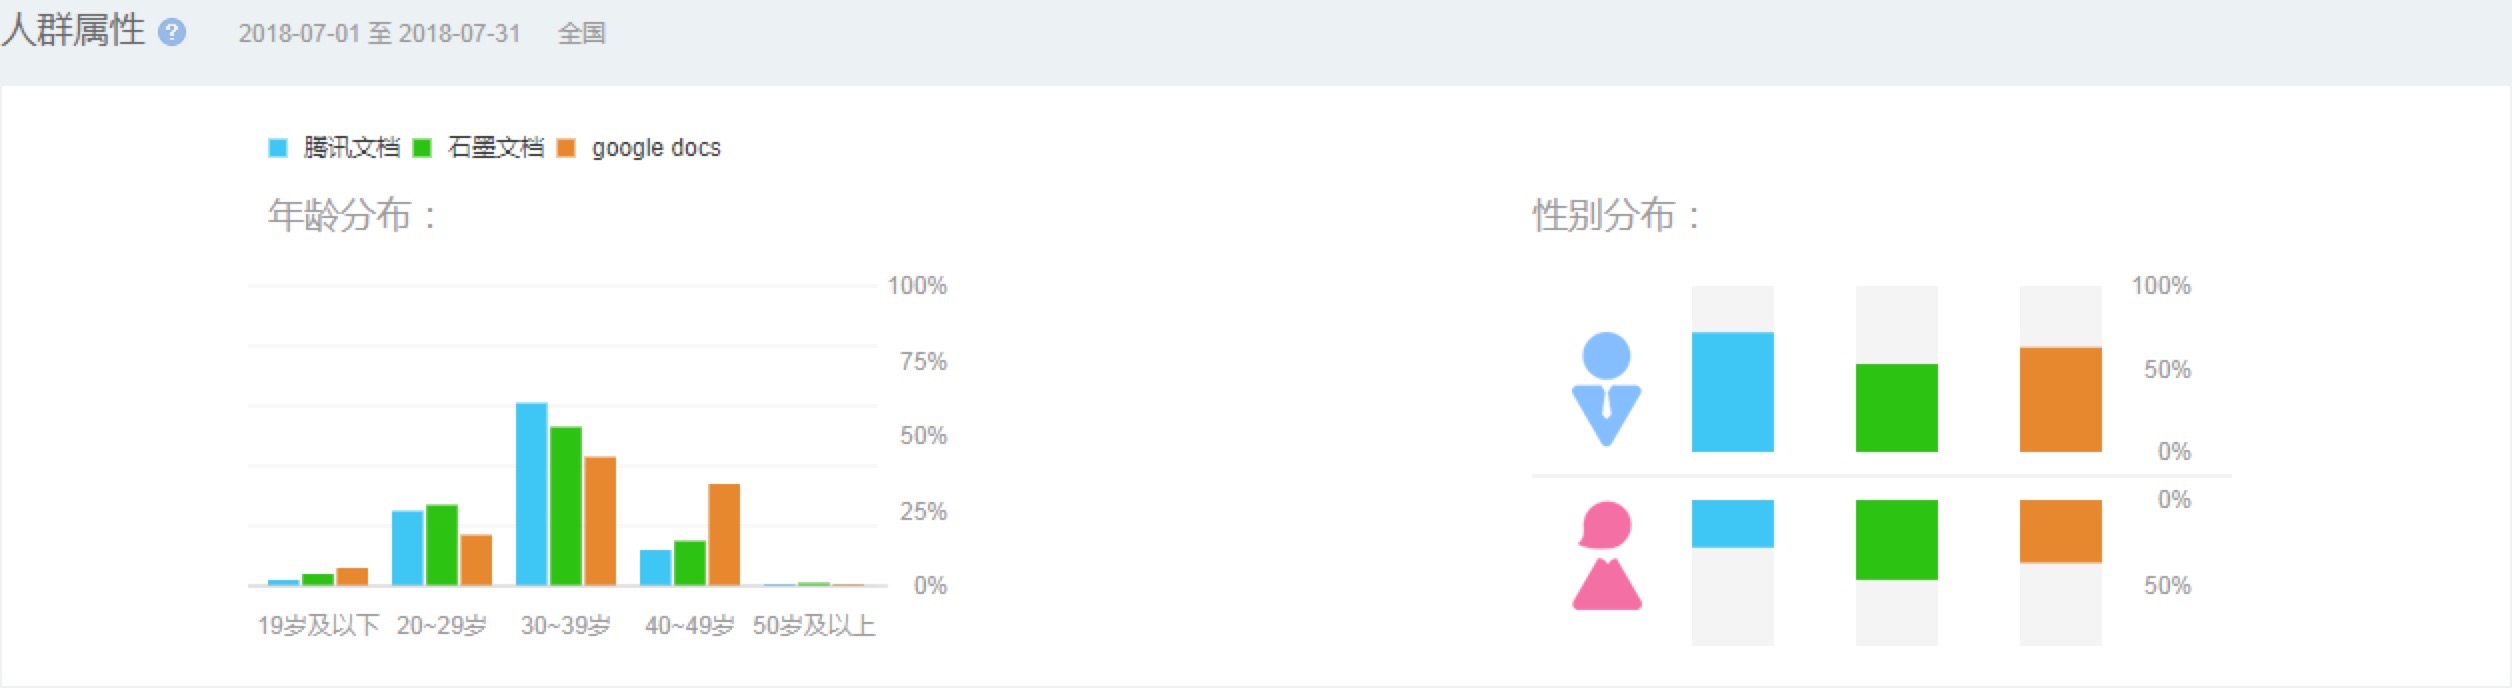 人群属性 ? 2018-07-01 至 2018-07-31 全国
腾讯文档 石墨文档 google docs
年龄分布：
100%
75%
50%
25%
0%
19岁及以下 20~29岁 30~39岁 40~49岁 50岁及以上
性别分布：
100%
50%
0%
0%
50%